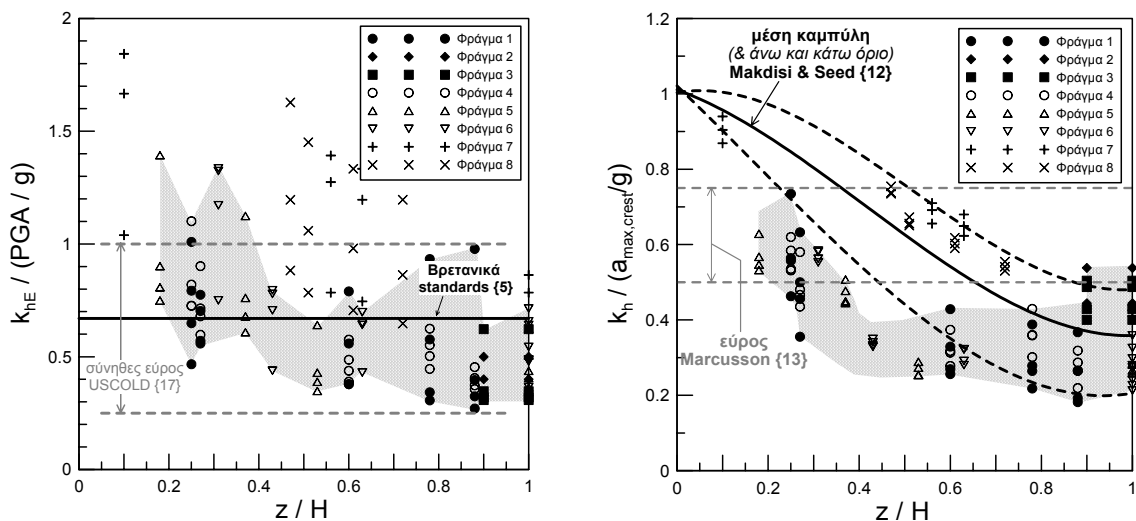 2
1.5
1
0.5
0
k_hE / (PGA / g)
0
0.2
0.4
0.6
0.8
1
z / H
Φράγμα 1
Φράγμα 2
Φράγμα 3
Φράγμα 4
Φράγμα 5
Φράγμα 6
Φράγμα 7
Φράγμα 8
Βρετανικά
standards {5}
σύνηθες εύρος
USCOLD {17}
1.2
1
0.8
0.6
0.4
0.2
0
k_h / (a_max,crest/g)
0
0.2
0.4
0.6
0.8
1
z / H
μέση καμπύλη
(& άνω και κάτω όριο)
Makdisi & Seed {12}
Φράγμα 1
Φράγμα 2
Φράγμα 3
Φράγμα 4
Φράγμα 5
Φράγμα 6
Φράγμα 7
Φράγμα 8
εύρος
Marcusson {13}